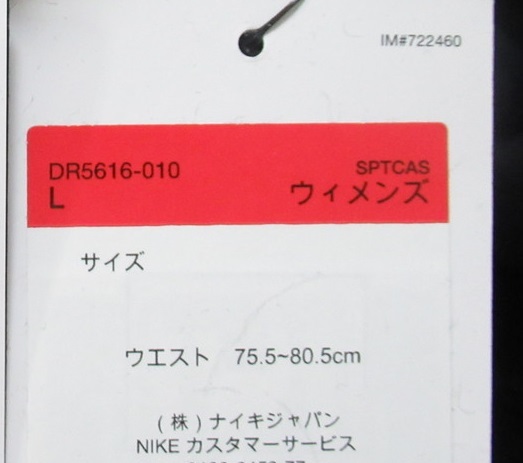 IM#722460
DR5616-010 SPTCAS
L ウィメンズ
サイズ
ウエスト 75.5~80.5cm
(株)ナイキジャパン
NIKE カスタマーサービス